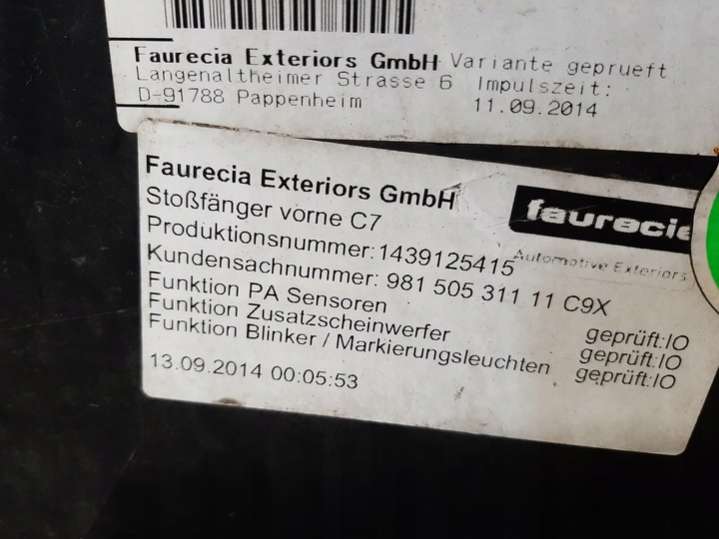 Faurecia Exteriors GmbH Variante geprueft
Langenaltheimer Strasse 6 Impulszeit:
D-91788 Pappenheim 11.09.2014
Faurecia Exteriors GmbH
faurecia
Stoßfänger vorne C7
Automotive Exteriors
Produktionsnummer: 1439125415
Kundensachnummer: 981 505 311 11 C9X
Funktion PA Sensoren geprüft:IO
Funktion Zusatzscheinwerfer geprüft:IO
Funktion Blinker / Markierungsleuchten geprüft:IO
13.09.2014 00:05:53